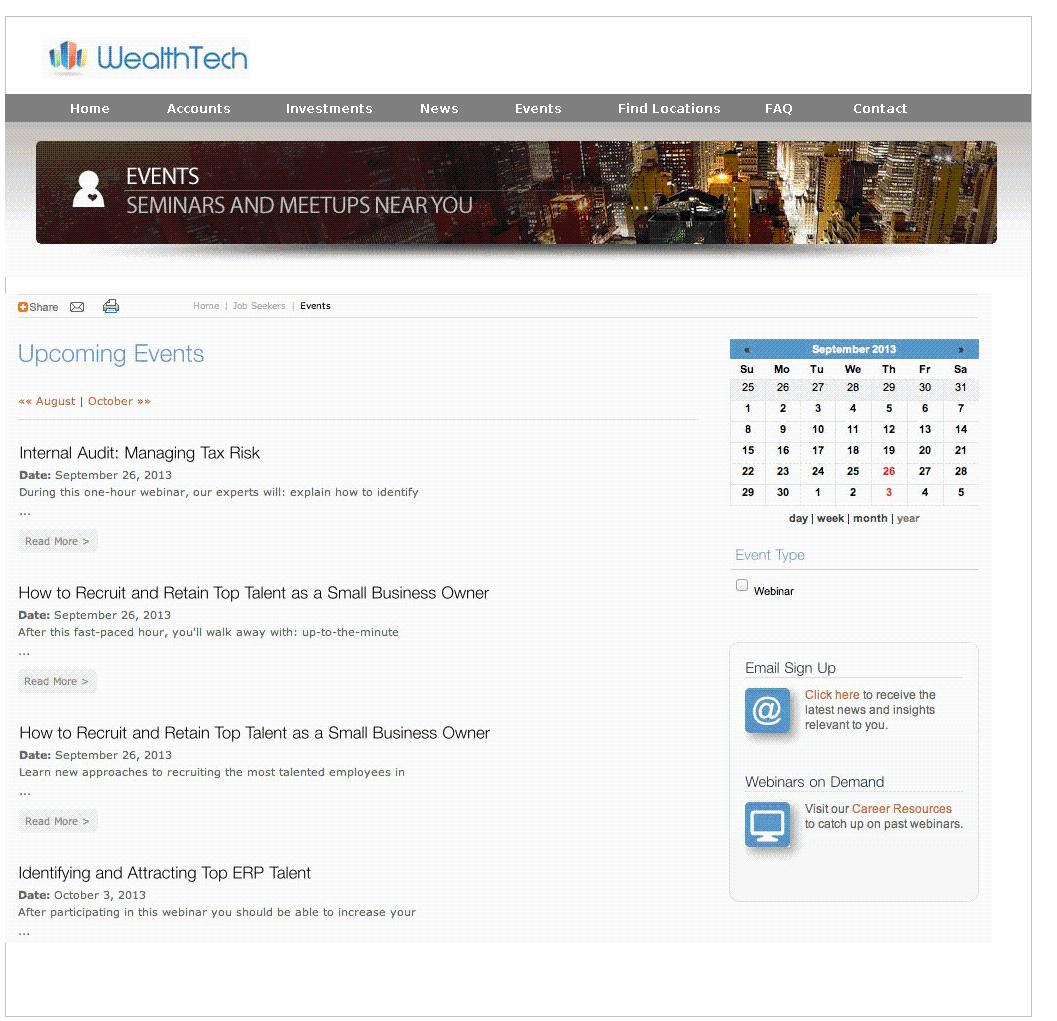 WealthTech
Home Accounts Investments News Events Find Locations FAQ Contact
EVENTS
SEMINARS AND MEETUPS NEAR YOU
Share
Home | Job Seekers | Events
Upcoming Events
«« August | October »»
Internal Audit: Managing Tax Risk
Date: September 26, 2013
During this one-hour webinar, our experts will: explain how to identify
...
Read More >
How to Recruit and Retain Top Talent as a Small Business Owner
Date: September 26, 2013
After this fast-paced hour, you'll walk away with: up-to-the-minute
...
Read More >
How to Recruit and Retain Top Talent as a Small Business Owner
Date: September 26, 2013
Learn new approaches to recruiting the most talented employees in
...
Read More >
Identifying and Attracting Top ERP Talent
Date: October 3, 2013
After participating in this webinar you should be able to increase your
...
« September 2013 »
Su Mo Tu We Th Fr Sa
25 26 27 28 29 30 31
1 2 3 4 5 6 7
8 9 10 11 12 13 14
15 16 17 18 19 20 21
22 23 24 25 26 27 28
29 30 1 2 3 4 5
day | week | month | year
Event Type
Webinar
Email Sign Up
@
Click here to receive the
latest news and insights
relevant to you.
Webinars on Demand
Visit our Career Resources
to catch up on past webinars.